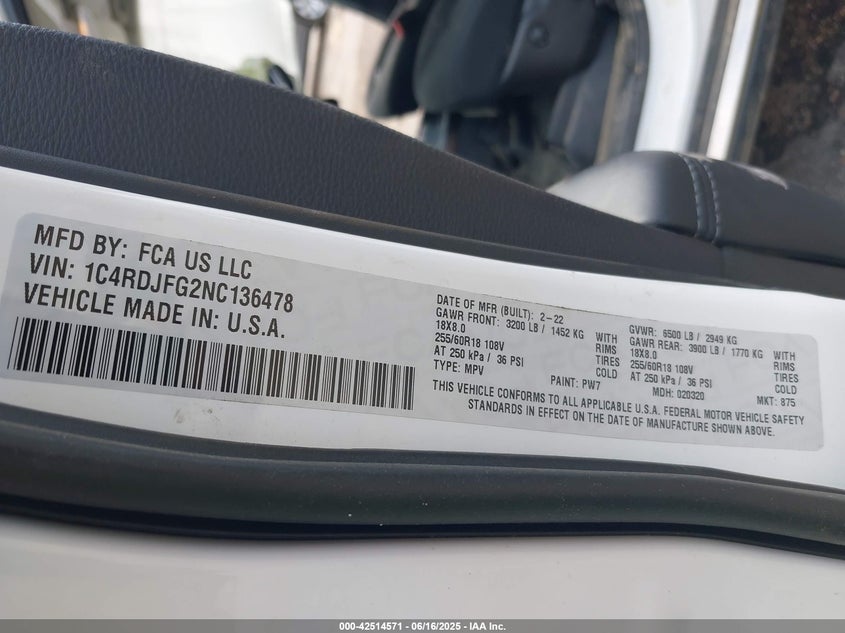 MFD BY: FCA US LLC
VIN: 1C4RDJFG2NC136478
VEHICLE MADE IN: U.S.A.
DATE OF MFR (BUILT): 2-22
GAWR FRONT: 3200 LB / 1452 KG WITH
18X8.0 RIMS
255/60R18 108V TIRES
AT 250 kPa / 36 PSI COLD
TYPE: MPV PAINT: PW7
GVWR: 6500 LB / 2949 KG
GAWR REAR: 3900 LB / 1770 KG WITH
18X8.0 RIMS
255/60R18 108V TIRES
AT 250 kPa / 36 PSI COLD
MDH: 020320 MKT: 875
THIS VEHICLE CONFORMS TO ALL APPLICABLE U.S.A. FEDERAL MOTOR VEHICLE SAFETY
STANDARDS IN EFFECT ON THE DATE OF MANUFACTURE SHOWN ABOVE.
000-42514571 - 06/16/2025 - IAA Inc.